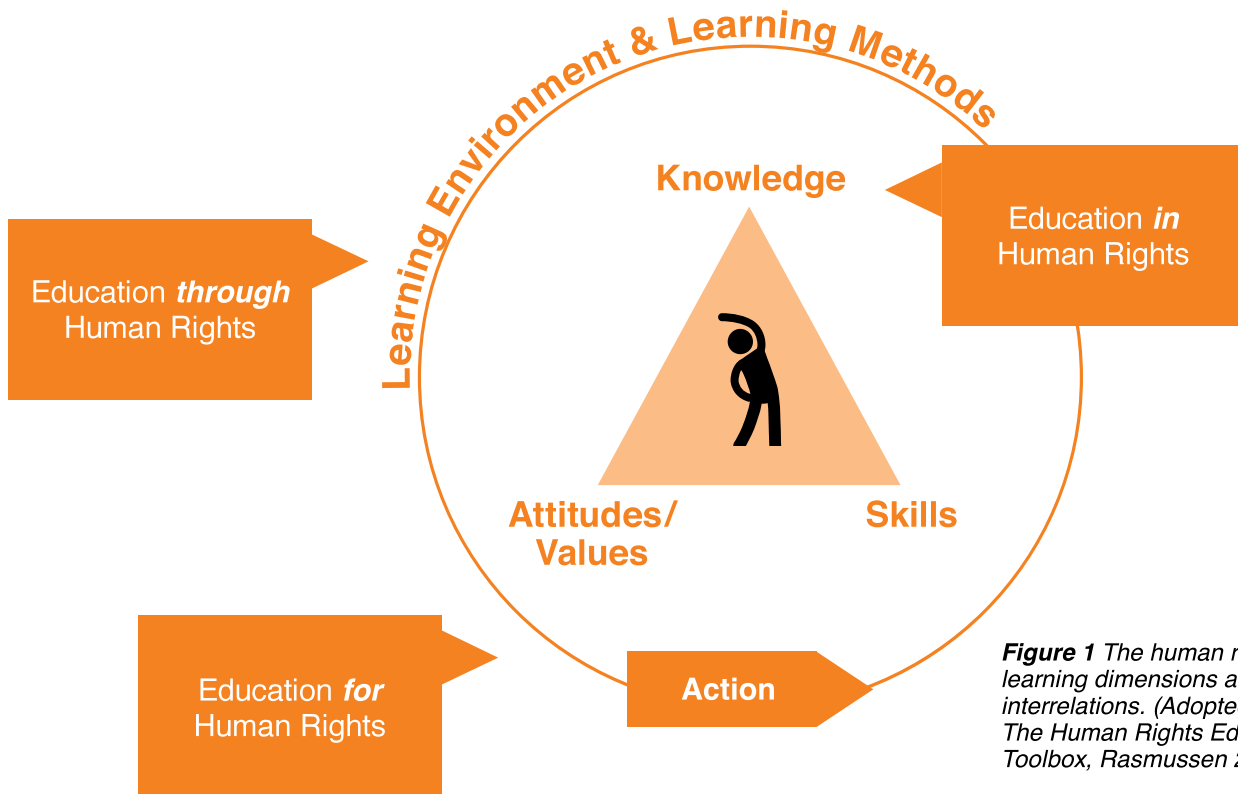 Learning Environment & Learning Methods
Knowledge
Education in
Human Rights
Education through
Human Rights
Attitudes/
Values
Skills
Education for
Human Rights
Action
Figure 1 The human
learning dimensions
interrelations. (Adopte
The Human Rights Ed
Toolbox, Rasmussen